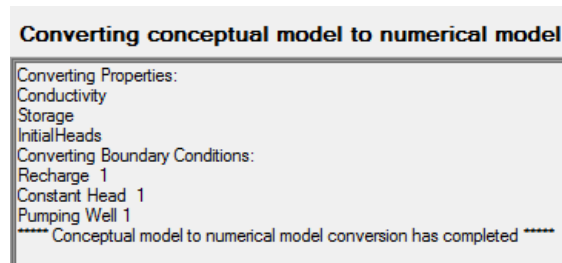 Converting conceptual model to numerical model
Converting Properties:
Conductivity
Storage
InitialHeads
Converting Boundary Conditions:
Recharge 1
Constant Head 1
Pumping Well 1
***** Conceptual model to numerical model conversion has completed *****